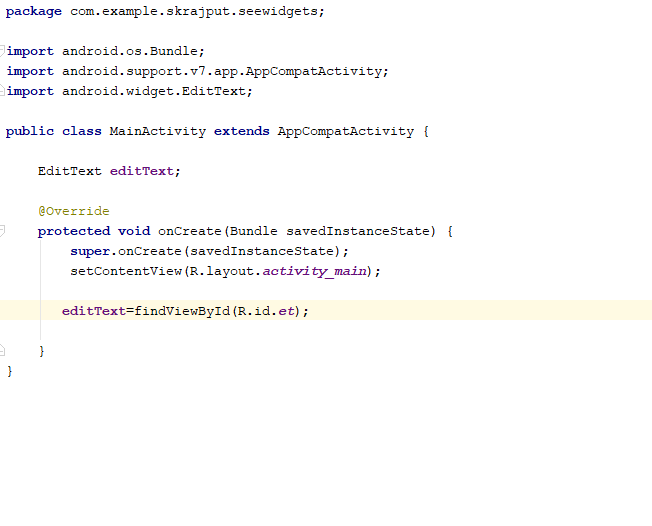 package com.example.skrajput.seewidgets;
import android.os.Bundle;
import android.support.v7.app.AppCompatActivity;
import android.widget.EditText;
public class MainActivity extends AppCompatActivity {
EditText editText;
@Override
protected void onCreate(Bundle savedInstanceState) {
super.onCreate(savedInstanceState);
setContentView(R.layout.activity_main);
editText=findViewById(R.id.et);
}
}